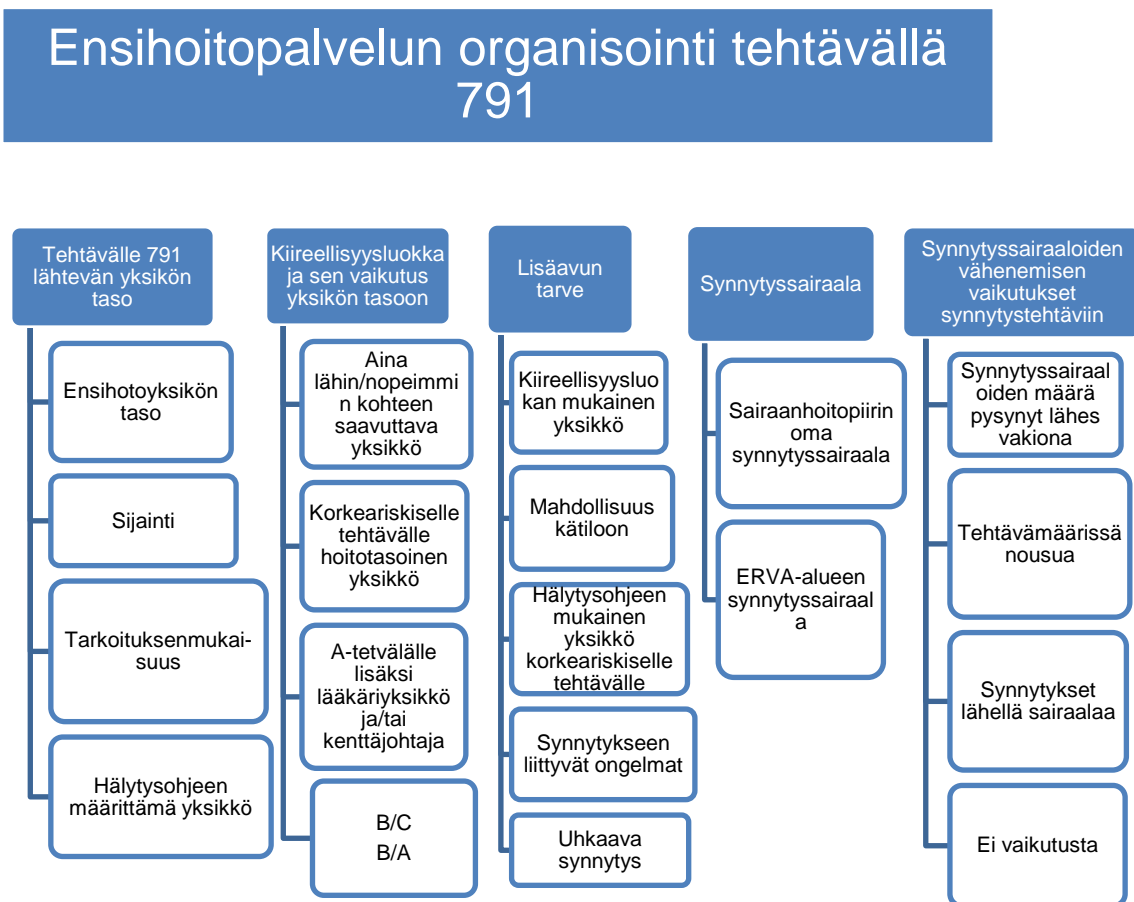 Ensihoitopalvelun organisointi tehtävällä
791
Tehtävälle 791
lähtevän yksikön
taso
Ensihotoyksikön
taso
Sijainti
Tarkoituksenmukai-
suus
Hälytysohjeen
määrittämä yksikkö
Kiireellisyysluokka
ja sen vaikutus
yksikön tasoon
Aina
lähin/nopeimmi
n kohteen
saavuttava
yksikkö
Korkeariskiselle
tehtävälle
hoitotasoinen
yksikkö
A-tetvälälle
lisäksi
lääkäriyksikkö
ja/tai
kenttäjohtaja
B/C
B/A
Lisäavun
tarve
Kiireellisyysluo
kan mukainen
yksikkö
Mahdollisuus
kätiloon
Hälytysohjeen
mukainen
yksikkö
korkeariskiselle
tehtävälle
Synnytykseen
liittyvät ongelmat
Uhkaava
synnytys
Synnytyssairaala
Sairaanhoitopiirin
oma
synnytyssairaala
ERVA-alueen
synnytyssairaal
a
Synnytyssairaaloiden
vähenemisen
vaikutukset
synnytystehtäviin
Synnytyssairaal
oiden määrä
pysynyt lähes
vakiona
Tehtävämäärissä
nousua
Synnytykset
lähellä sairaalaa
Ei vaikutusta